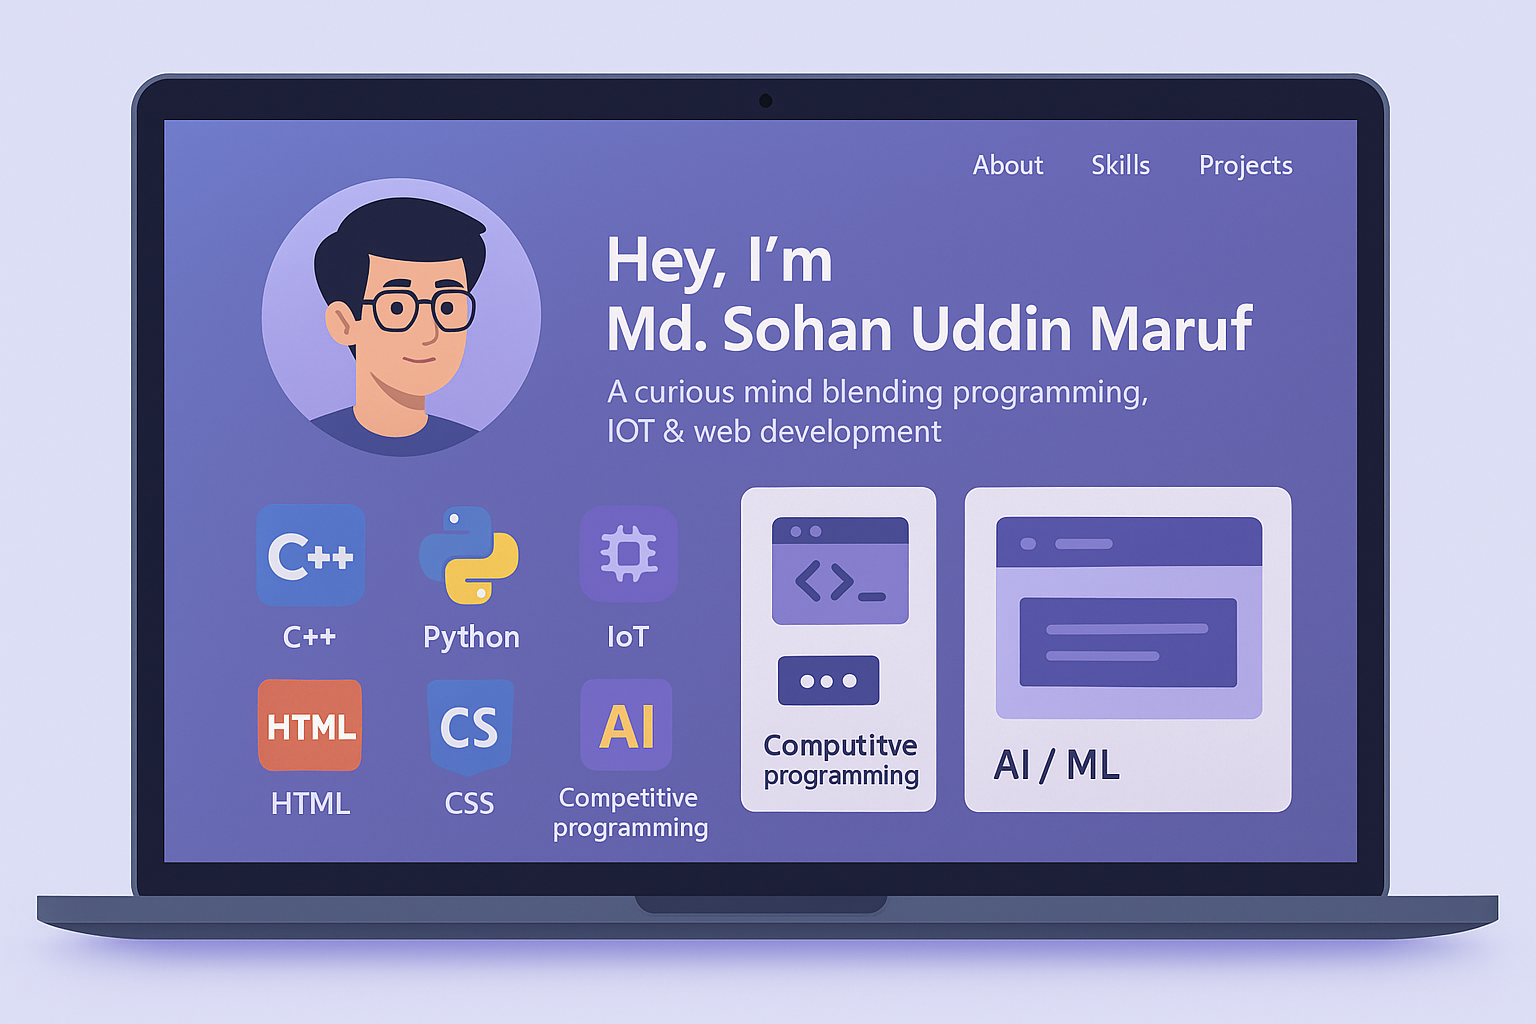 About Skills Projects
Hey, I’m
Md. Sohan Uddin Maruf
A curious mind blending programming,
IOT & web development
C++
C++
Python
IoT
HTML
HTML
CS
CSS
AI
Competitive
programming
<>_
Computitve
programming
AI / ML